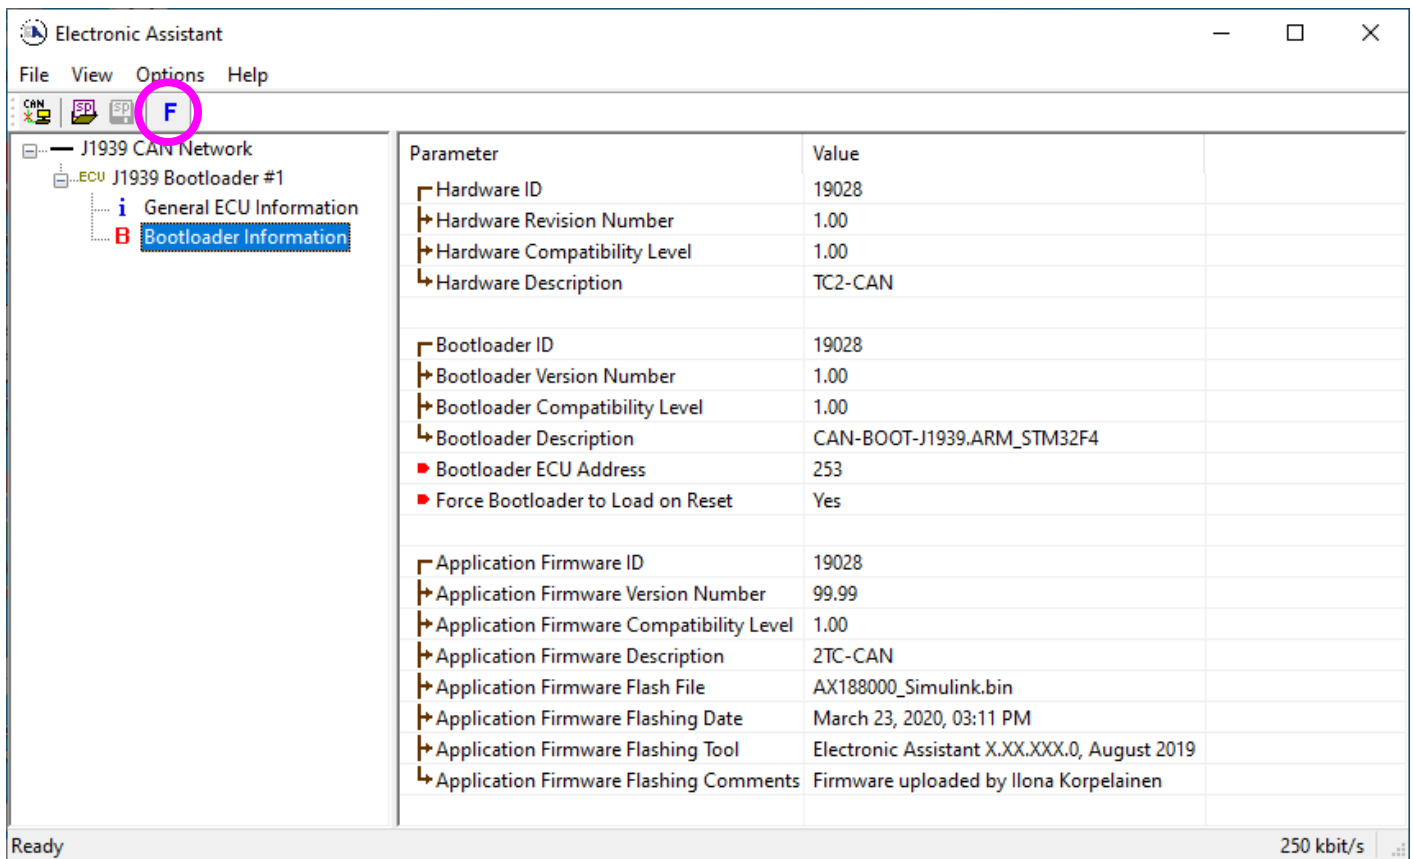 Electronic Assistant
File View Options Help
CAN SP SP F
J1939 CAN Network
ECU J1939 Bootloader #1
i General ECU Information
B Bootloader Information
Parameter Value
Hardware ID 19028
Hardware Revision Number 1.00
Hardware Compatibility Level 1.00
Hardware Description TC2-CAN
Bootloader ID 19028
Bootloader Version Number 1.00
Bootloader Compatibility Level 1.00
Bootloader Description CAN-BOOT-J1939.ARM_STM32F4
Bootloader ECU Address 253
Force Bootloader to Load on Reset Yes
Application Firmware ID 19028
Application Firmware Version Number 99.99
Application Firmware Compatibility Level 1.00
Application Firmware Description 2TC-CAN
Application Firmware Flash File AX188000_Simulink.bin
Application Firmware Flashing Date March 23, 2020, 03:11 PM
Application Firmware Flashing Tool Electronic Assistant X.XX.XXX.0, August 2019
Application Firmware Flashing Comments Firmware uploaded by Ilona Korpelainen
Ready 250 kbit/s